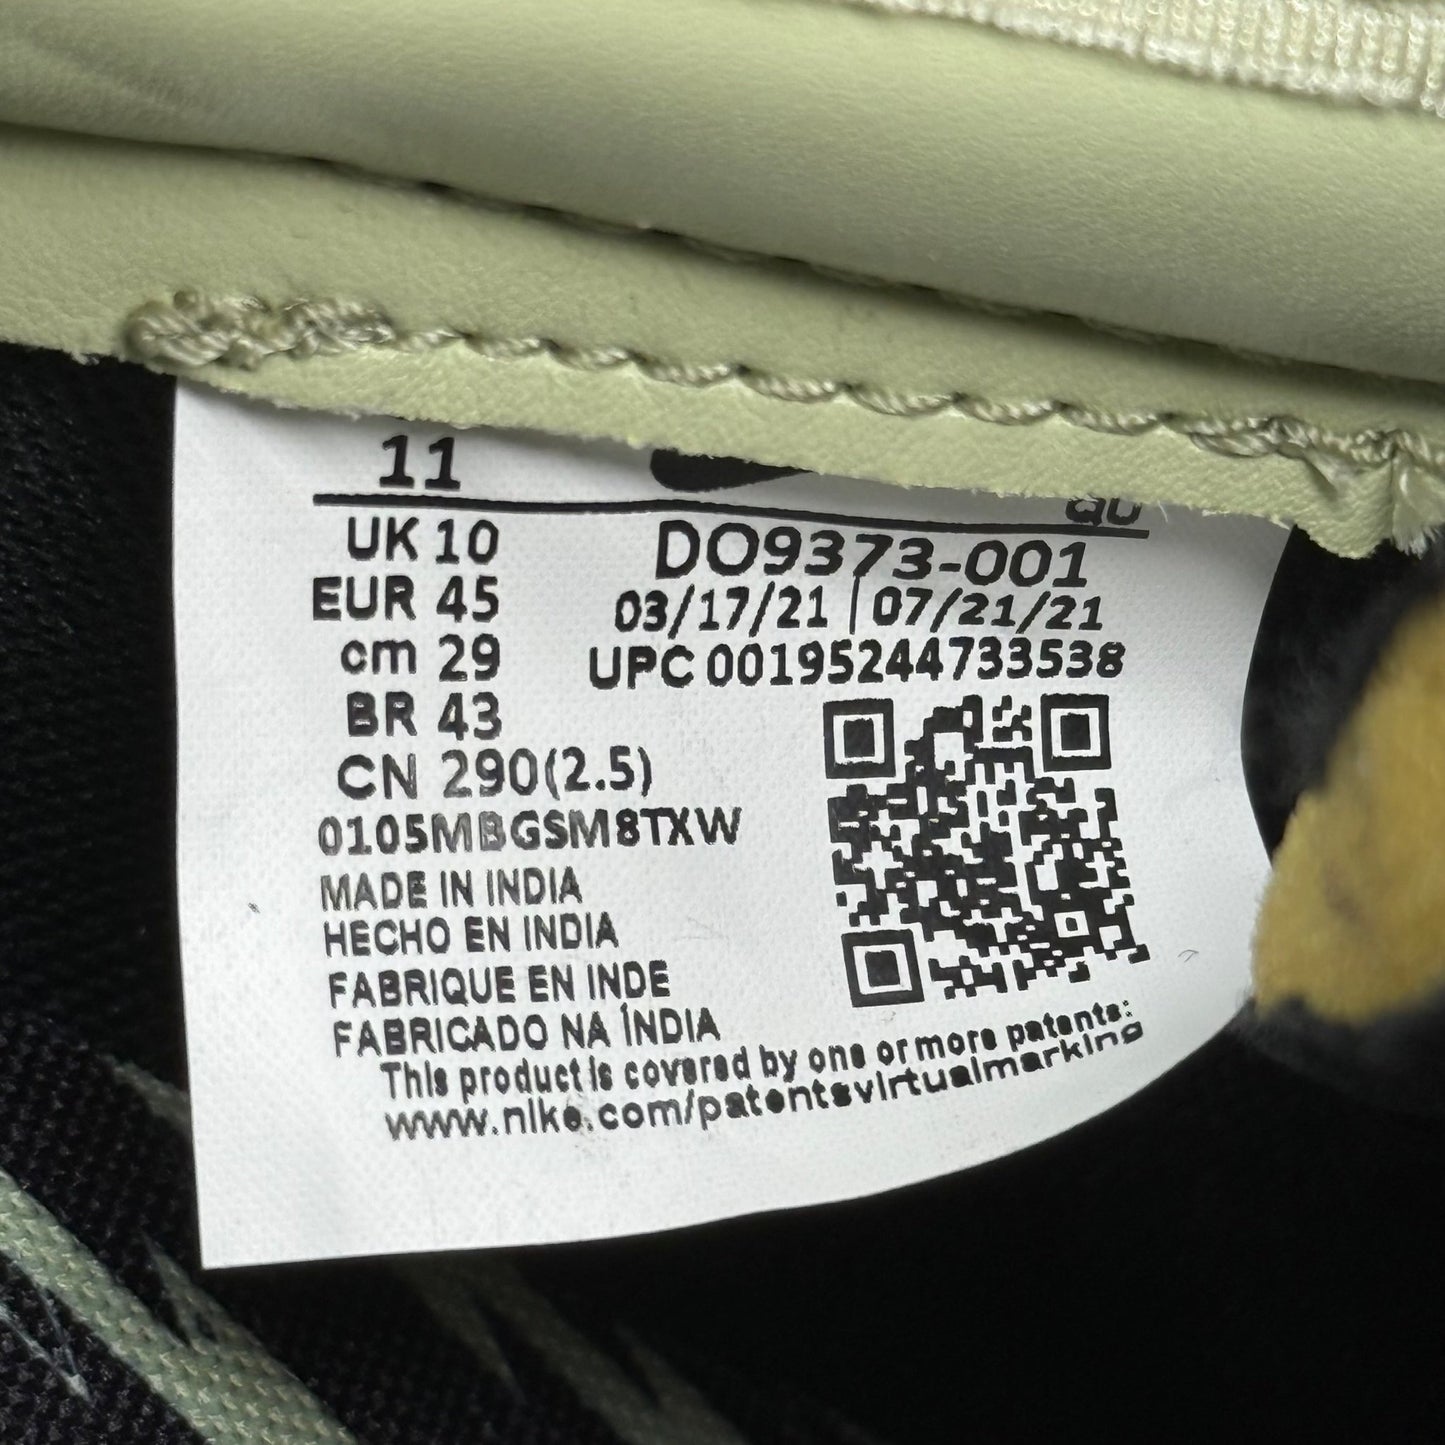 11
UK 10
EUR 45
cm 29
BR 43
CN 290(2.5)
0105MBGSM8TXW
MADE IN INDIA
HECHO EN INDIA
FABRIQUE EN INDE
FABRICADO NA ÍNDIA
DO9373-001
03/17/21 | 07/21/21
UPC 00195244733538
This product is covered by one or more patents:
www.nike.com/patentsvirtualmarking